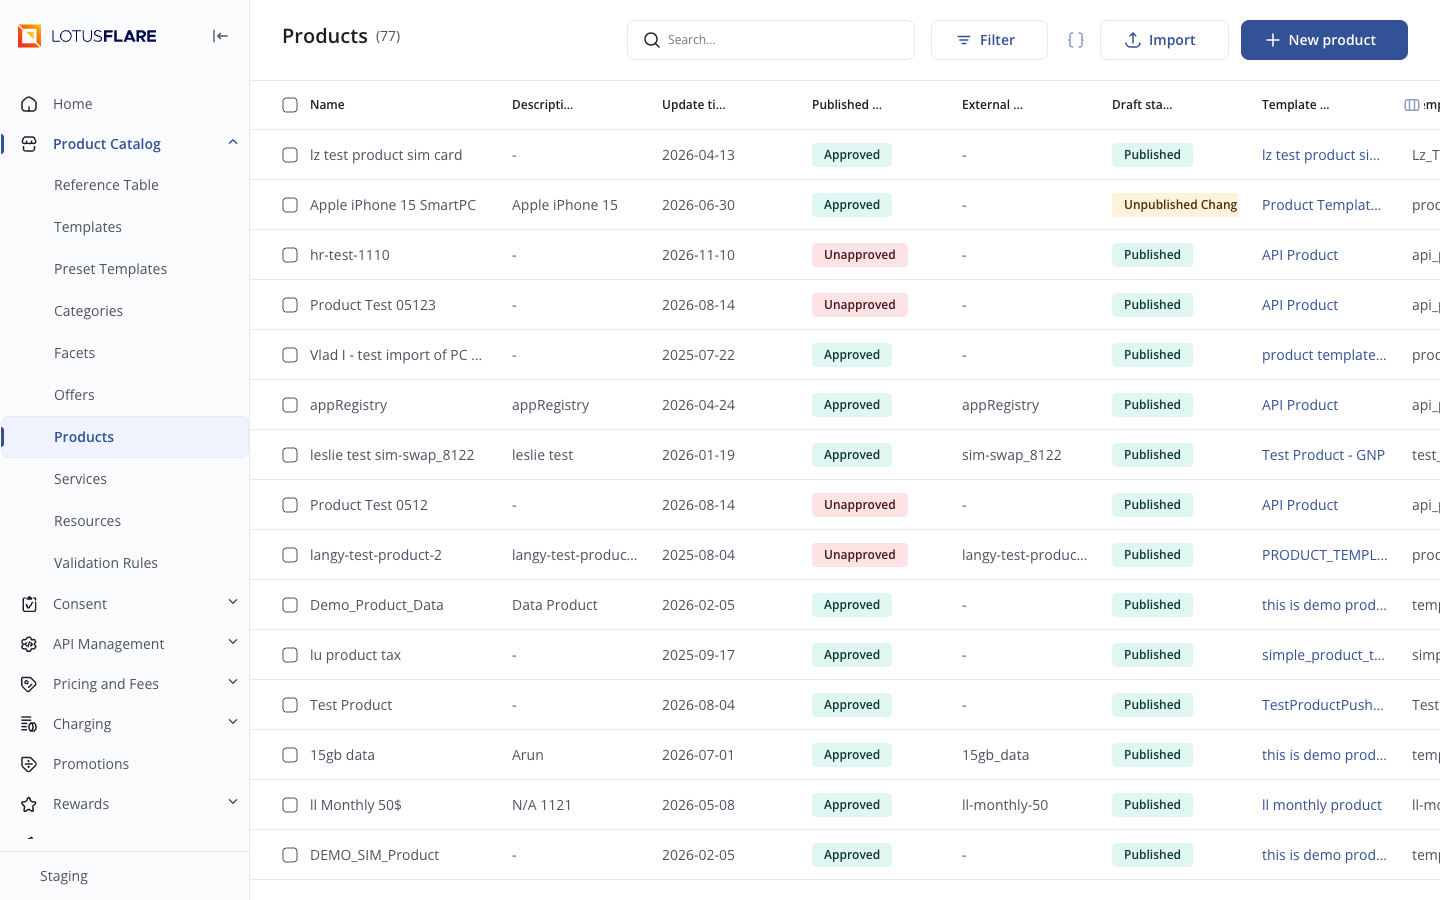 LOTUSFLARE
Home
Product Catalog
Reference Table
Templates
Preset Templates
Categories
Facets
Offers
Products
Services
Resources
Validation Rules
Consent
API Management
Pricing and Fees
Charging
Promotions
Rewards
Staging
Products (77)
Search...
Filter
{ }
Import
New product
Name Descripti... Update ti... Published ... External ... Draft sta... Template ...
lz test product sim card - 2026-04-13 Approved - Published lz test product si... Lz_T
Apple iPhone 15 SmartPC Apple iPhone 15 2026-06-30 Approved - Unpublished Chang Product Templat... proc
hr-test-1110 - 2026-11-10 Unapproved - Published API Product api_
Product Test 05123 - 2026-08-14 Unapproved - Published API Product api_
Vlad I - test import of PC ... - 2025-07-22 Approved - Published product template... proc
appRegistry appRegistry 2026-04-24 Approved appRegistry Published API Product api_
leslie test sim-swap_8122 leslie test 2026-01-19 Approved sim-swap_8122 Published Test Product - GNP test_
Product Test 0512 - 2026-08-14 Unapproved - Published API Product api_
langy-test-product-2 langy-test-produc... 2025-08-04 Unapproved langy-test-produc... Published PRODUCT_TEMPL... proc
Demo_Product_Data Data Product 2026-02-05 Approved - Published this is demo prod... temp
lu product tax - 2025-09-17 Approved - Published simple_product_t... simp
Test Product - 2026-08-04 Approved - Published TestProductPush... Test
15gb data Arun 2026-07-01 Approved 15gb_data Published this is demo prod... temp
ll Monthly 50$ N/A 1121 2026-05-08 Approved ll-monthly-50 Published ll monthly product ll-mo
DEMO_SIM_Product - 2026-02-05 Approved - Published this is demo prod... temp